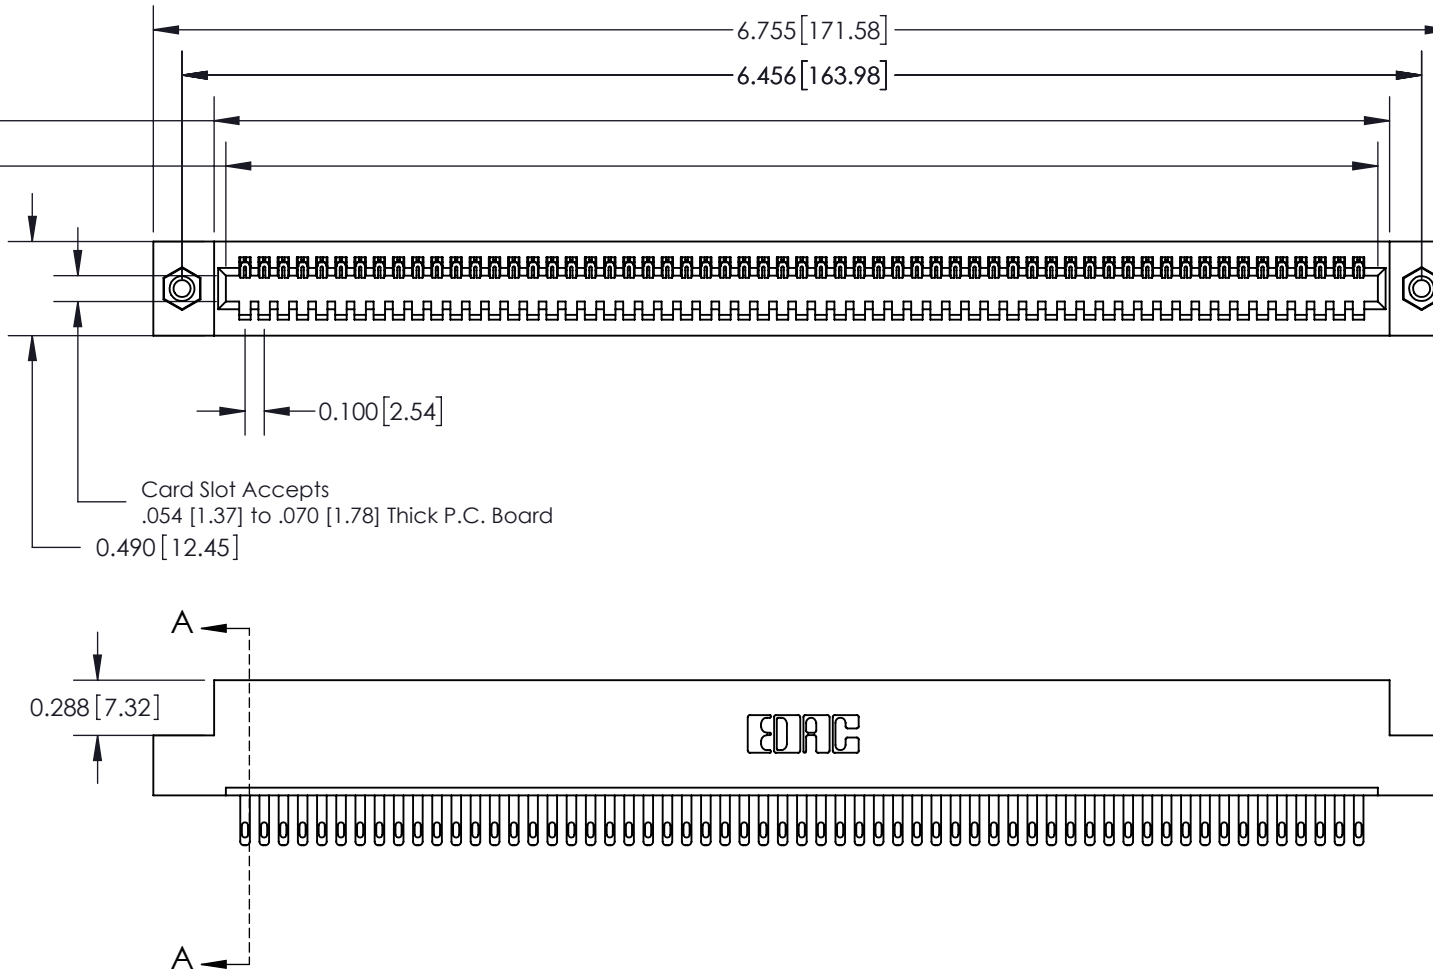 6.755[171.58]
6.456[163.98]
0.100[2.54]
Card Slot Accepts
.054 [1.37] to .070 [1.78] Thick P.C. Board
0.490[12.45]
A
0.288[7.32]
EDAC
A